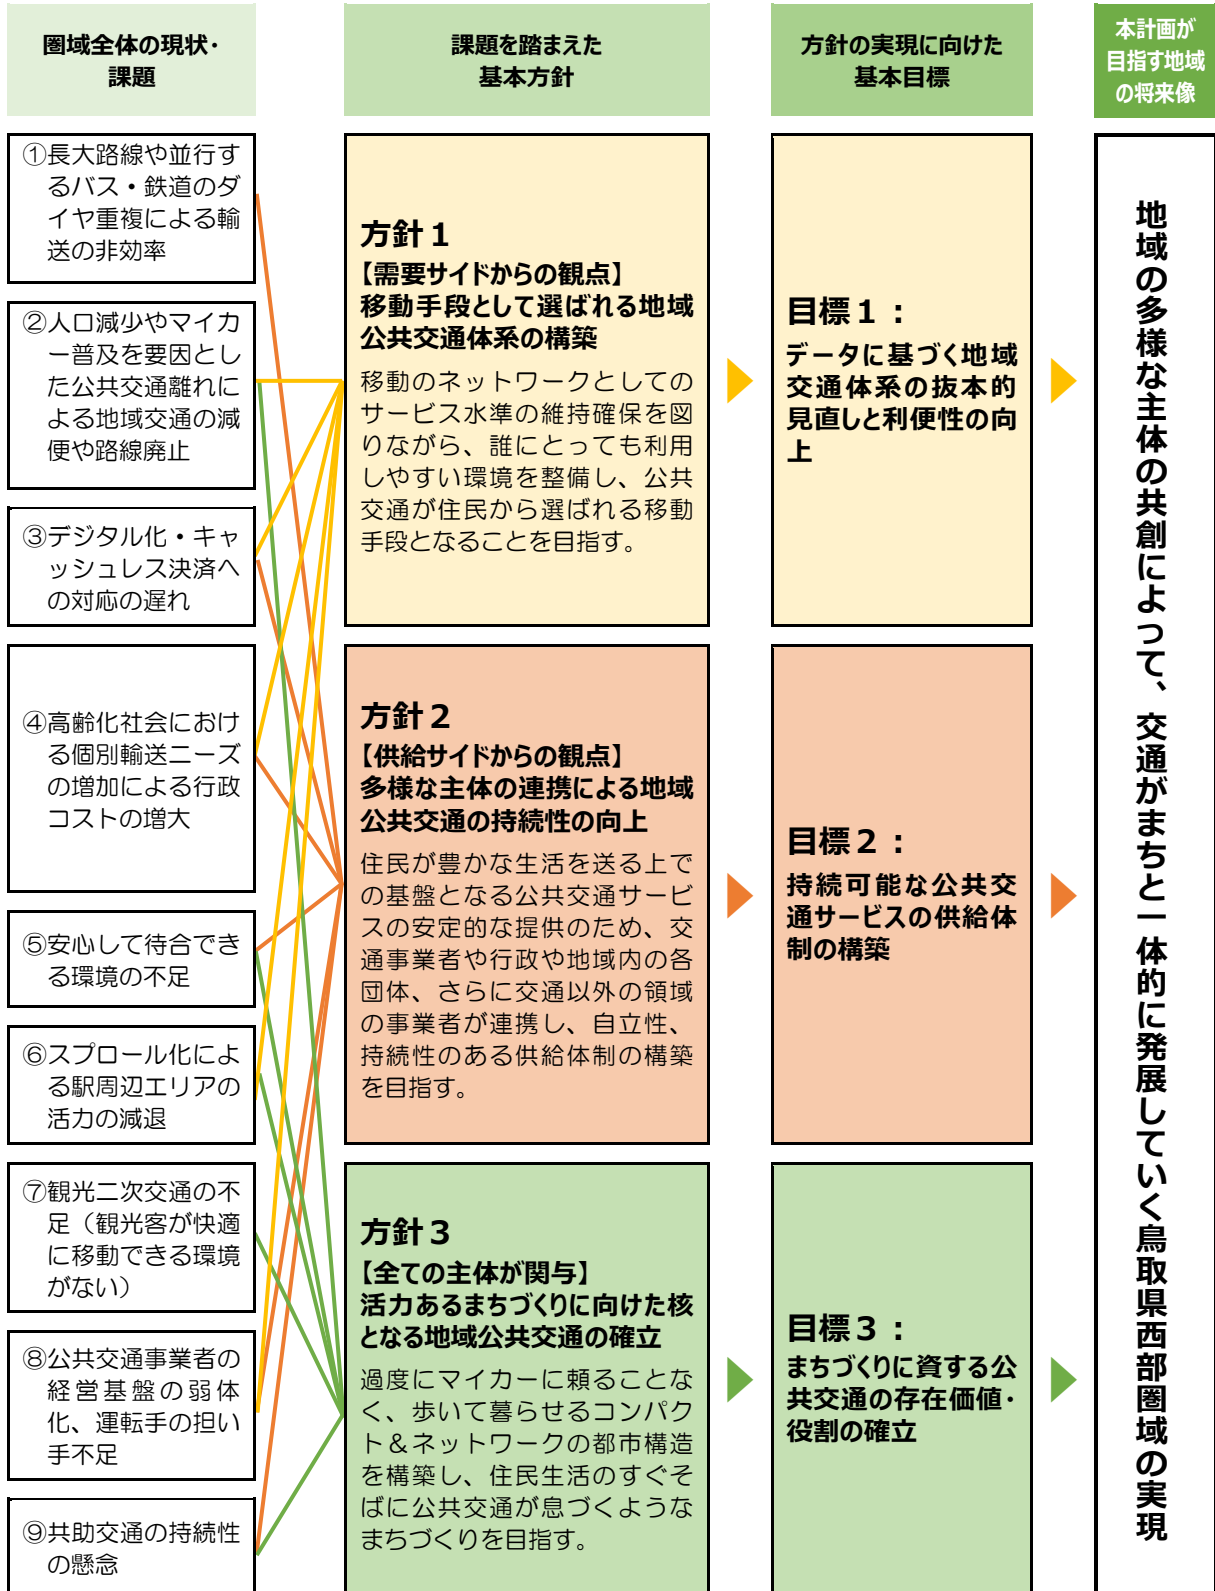 圏域全体の現状・
課題
課題を踏まえた
基本方針
方針の実現に向けた
基本目標
本計画が
目指す地域
の将来像
①長大路線や並行す
るバス・鉄道のダ
イヤ重複による輸
送の非効率
②人口減少やマイカ
ー普及を要因とし
た公共交通離れに
よる地域交通の減
便や路線廃止
③デジタル化・キャ
ッシュレス決済へ
の対応の遅れ
④高齢化社会におけ
る個別輸送ニーズ
の増加による行政
コストの増大
⑤安心して待合でき
る環境の不足
⑥スプロール化によ
る駅周辺エリアの
活力の減退
⑦観光二次交通の不
足（観光客が快適
に移動できる環境
がない）
⑧公共交通事業者の
経営基盤の弱体
化、運転手の担い
手不足
⑨共助交通の持続性
の懸念
方針１
【需要サイドからの観点】
移動手段として選ばれる地域
公共交通体系の構築
移動のネットワークとしての
サービス水準の維持確保を図
りながら、誰にとっても利用
しやすい環境を整備し、公共
交通が住民から選ばれる移動
手段となることを目指す。
方針２
【供給サイドからの観点】
多様な主体の連携による地域
公共交通の持続性の向上
住民が豊かな生活を送る上で
の基盤となる公共交通サービ
スの安定的な提供のため、交
通事業者や行政や地域内の各
団体、さらに交通以外の領域
の事業者が連携し、自立性、
持続性のある供給体制の構築
を目指す。
方針３
【全ての主体が関与】
活力あるまちづくりに向けた核
となる地域公共交通の確立
過度にマイカーに頼ることな
く、歩いて暮らせるコンパク
ト＆ネットワークの都市構造
を構築し、住民生活のすぐそ
ばに公共交通が息づくような
まちづくりを目指す。
目標１：
データに基づく地域
交通体系の抜本的
見直しと利便性の向
上
目標２：
持続可能な公共交
通サービスの供給体
制の構築
目標３：
まちづくりに資する公
共交通の存在価値・
役割の確立
地域の多様な主体の共創によって、交通がまちと一体的に発展していく鳥取県西部圏域の実現